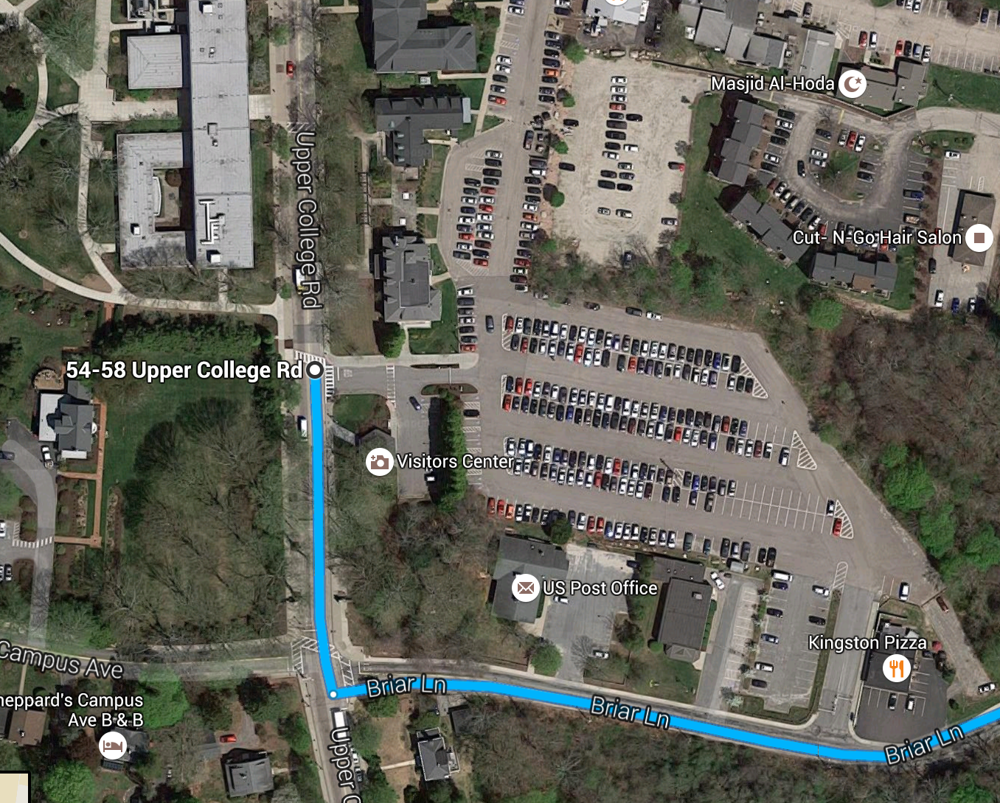 Masjid Al-Hoda
Upper College Rd
Cut- N-Go Hair Salon
54-58 Upper College Rd
Visitors Center
US Post Office
Kingston Pizza
Campus Ave
Briar Ln
heppard's Campus
Ave B & B
Briar Ln
Briar Ln
Upper C